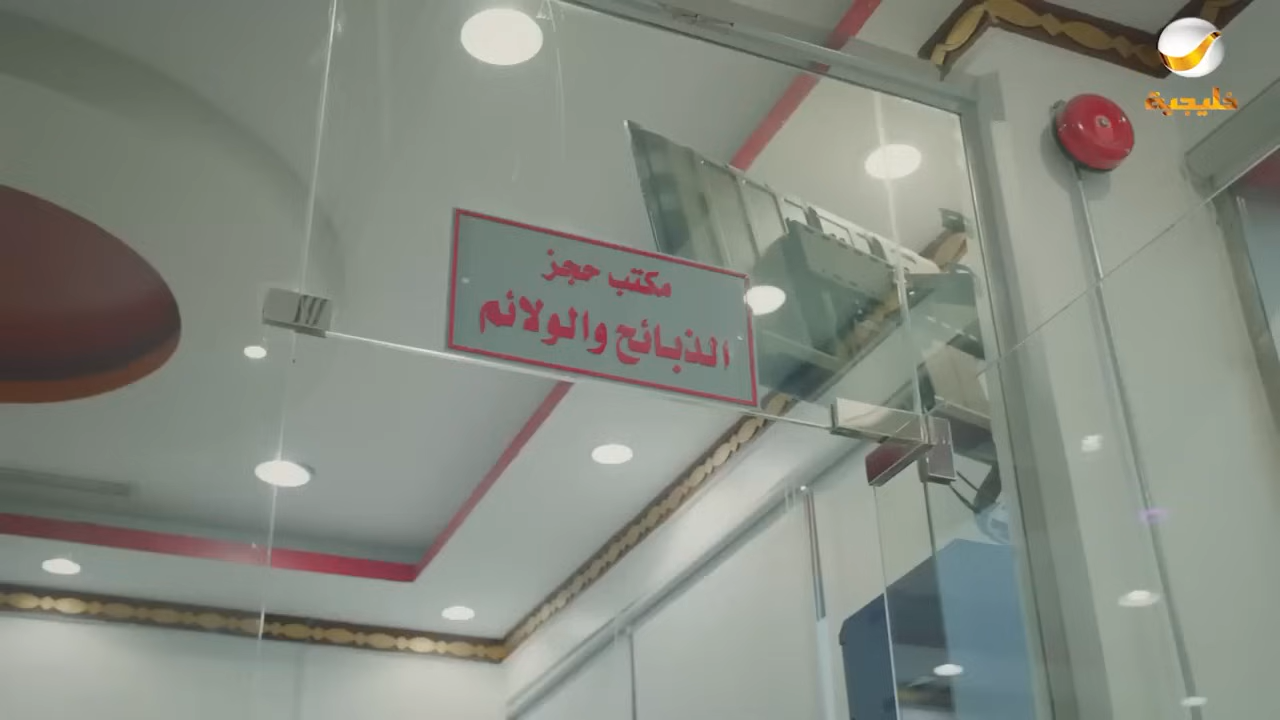 خليجية
مكتب حجز
الذبائح والولائم